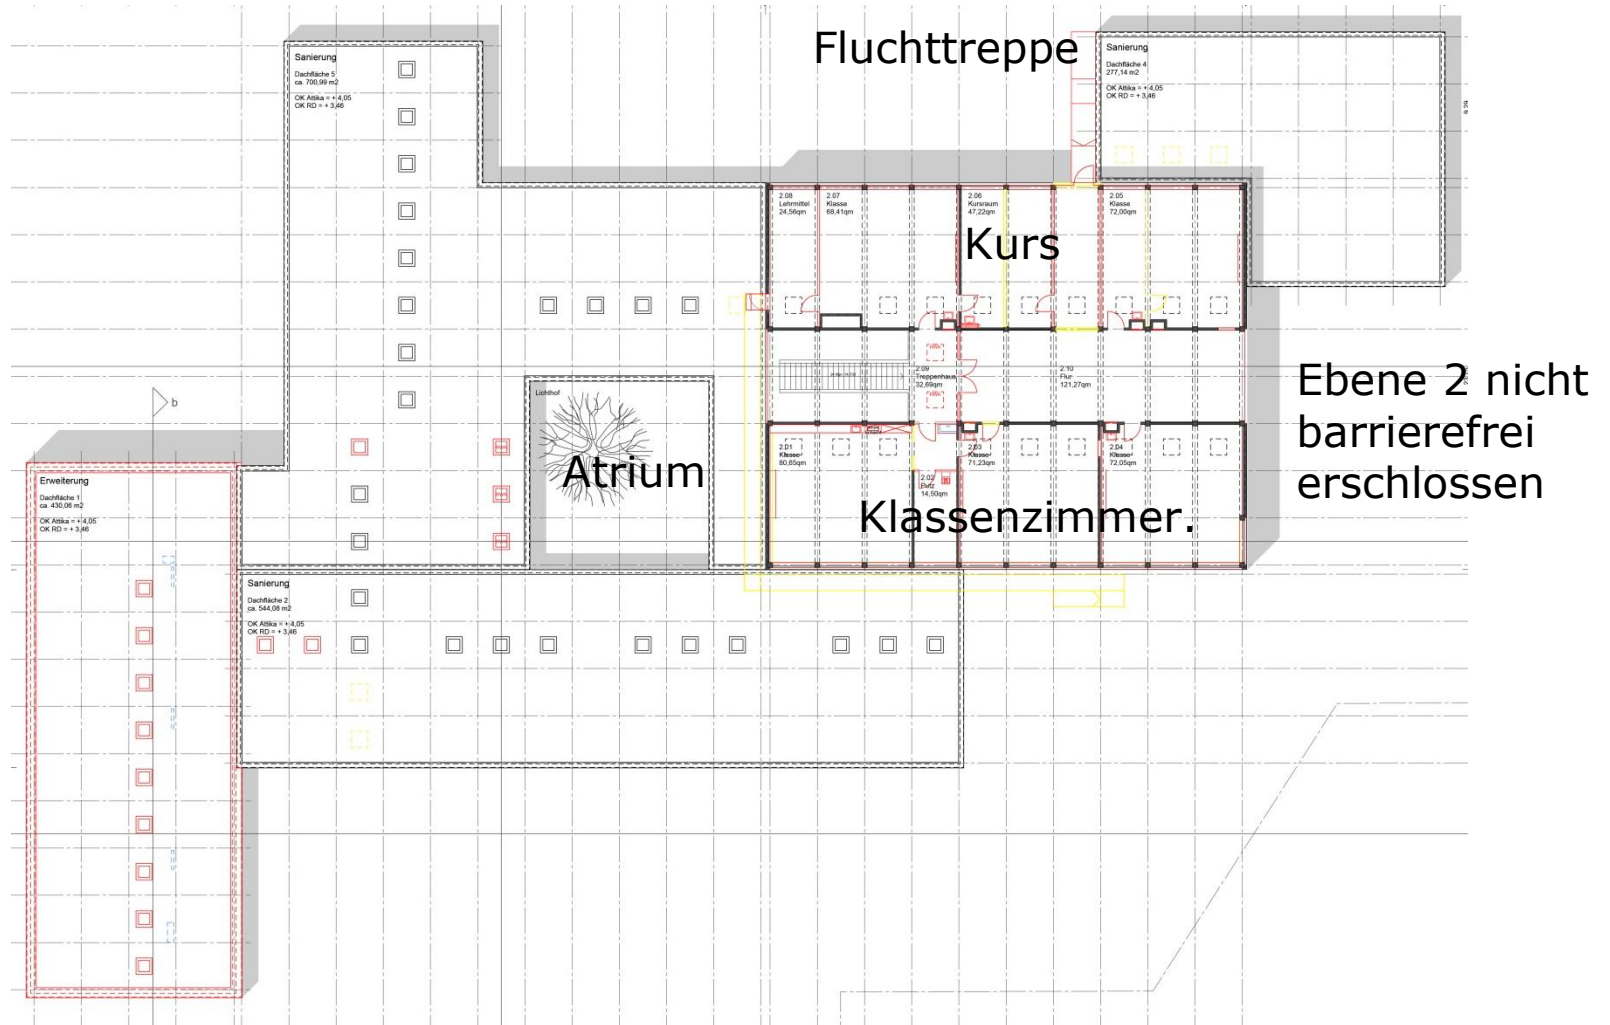 Fluchttreppe
Sanierung
Dachfläche 5
ca. 700,99 m2
OK Attika = + 4,05
OK RD = + 3,46
Sanierung
Dachfläche 4
277,14 m2
OK Attika = + 4,05
OK RD = + 3,46
2.08
Lehrmittel
24,56qm
2.07
Klasse
68,41qm
2.06
Kursraum
47,22qm
2.05
Klasse
72,00qm
Kurs
2.09
Treppenhaus
32,69qm
2.10
Flur
121,27qm
Ebene 2 nicht
barrierefrei
erschlossen
Lichthof
b
Atrium
2.01
Klasse
80,65qm
2.02
Putz
14,50qm
2.03
Klasse
71,23qm
2.04
Klasse
72,05qm
Klassenzimmer.
Erweiterung
Dachfläche 1
ca. 430,06 m2
OK Attika = + 4,05
OK RD = + 3,46
Sanierung
Dachfläche 2
ca. 544,08 m2
OK Attika = + 4,05
OK RD = + 3,46